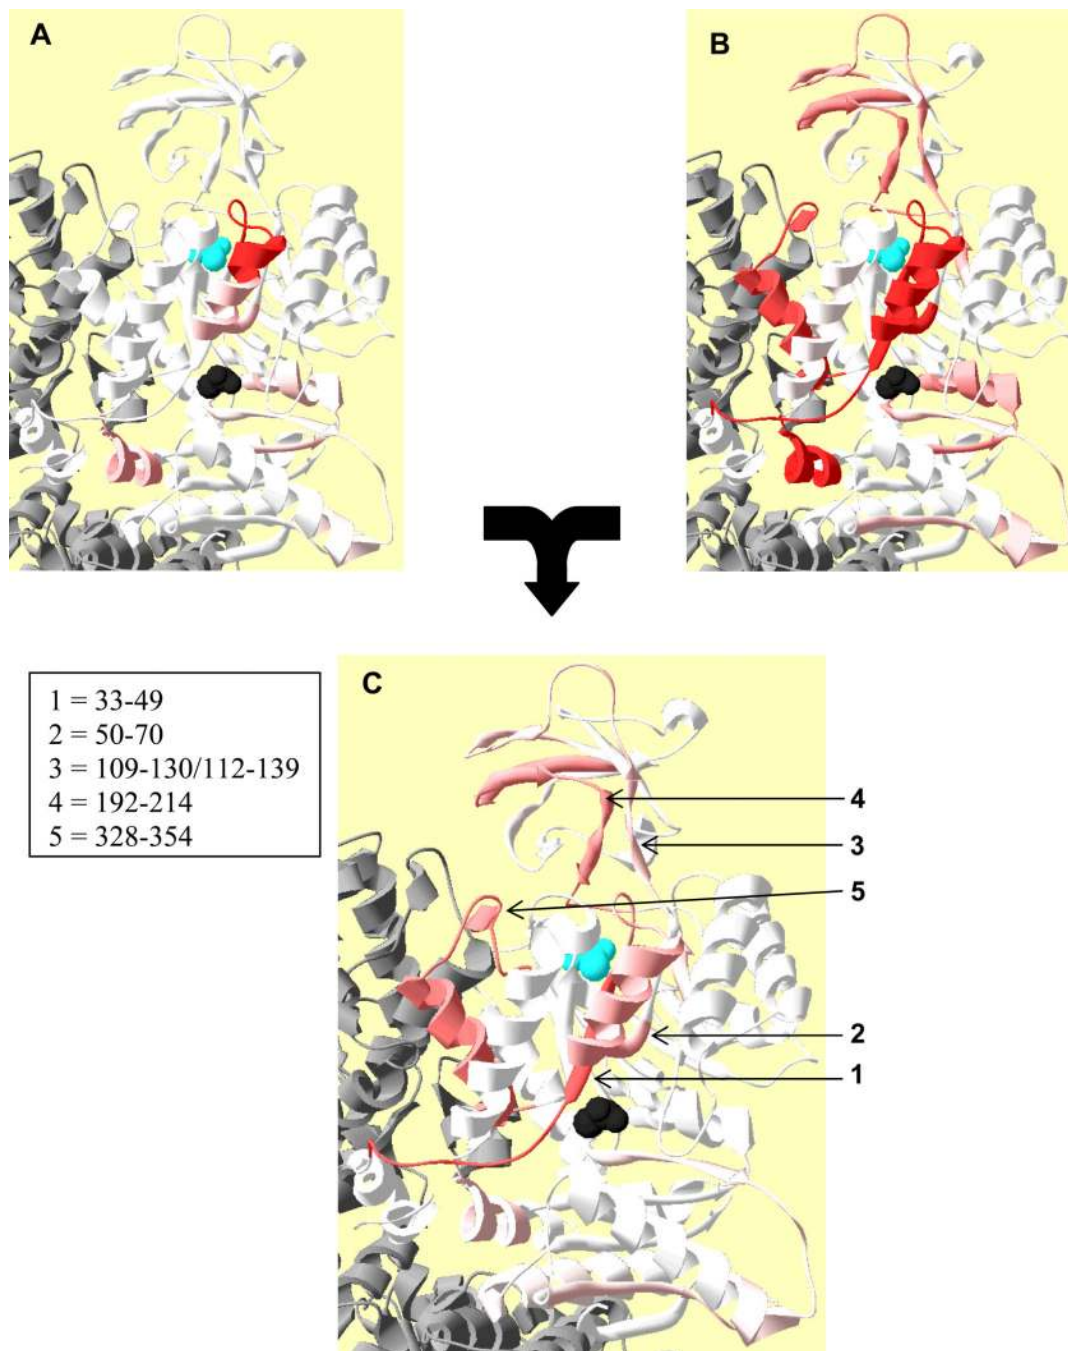 A
B
1 = 33-49
2 = 50-70
3 = 109-130/112-139
4 = 192-214
5 = 328-354
C
4
3
5
2
1